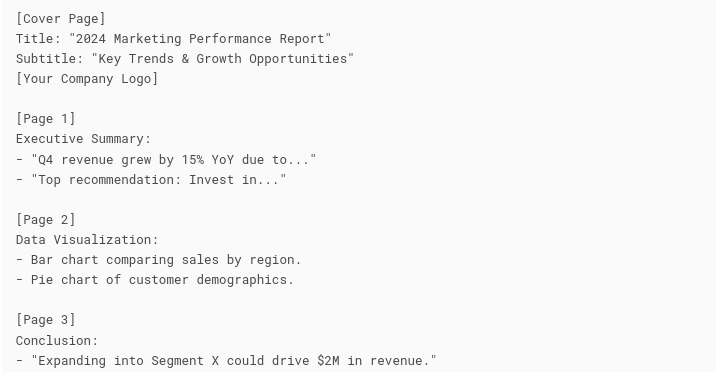 [Cover Page]
Title: "2024 Marketing Performance Report"
Subtitle: "Key Trends & Growth Opportunities"
[Your Company Logo]
[Page 1]
Executive Summary:
- "Q4 revenue grew by 15% YoY due to..."
- "Top recommendation: Invest in..."
[Page 2]
Data Visualization:
- Bar chart comparing sales by region.
- Pie chart of customer demographics.
[Page 3]
Conclusion:
- "Expanding into Segment X could drive $2M in revenue."